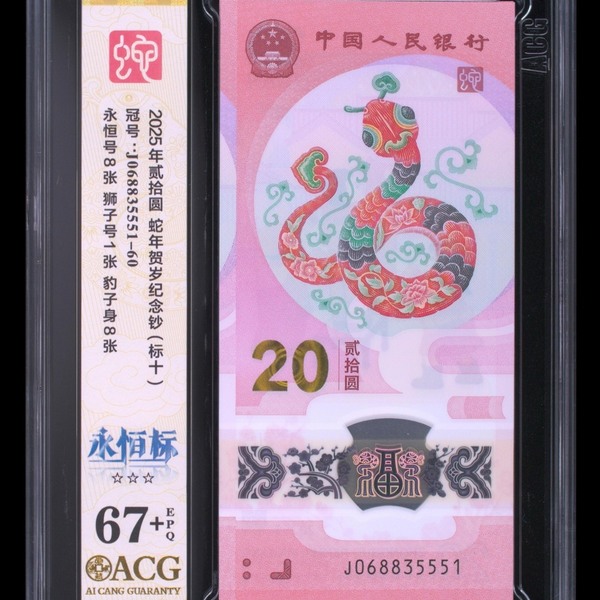 2025年贰拾圆 蛇年贺岁纪念钞（标十）
冠号：J068835551-60
永恒号8张 狮子号1张 豹子身8张
永恒标
67+
EPQ
ACG
AI CANG GUARANTY
中国人民银行
20
贰拾圆
福
J068835551
ACG